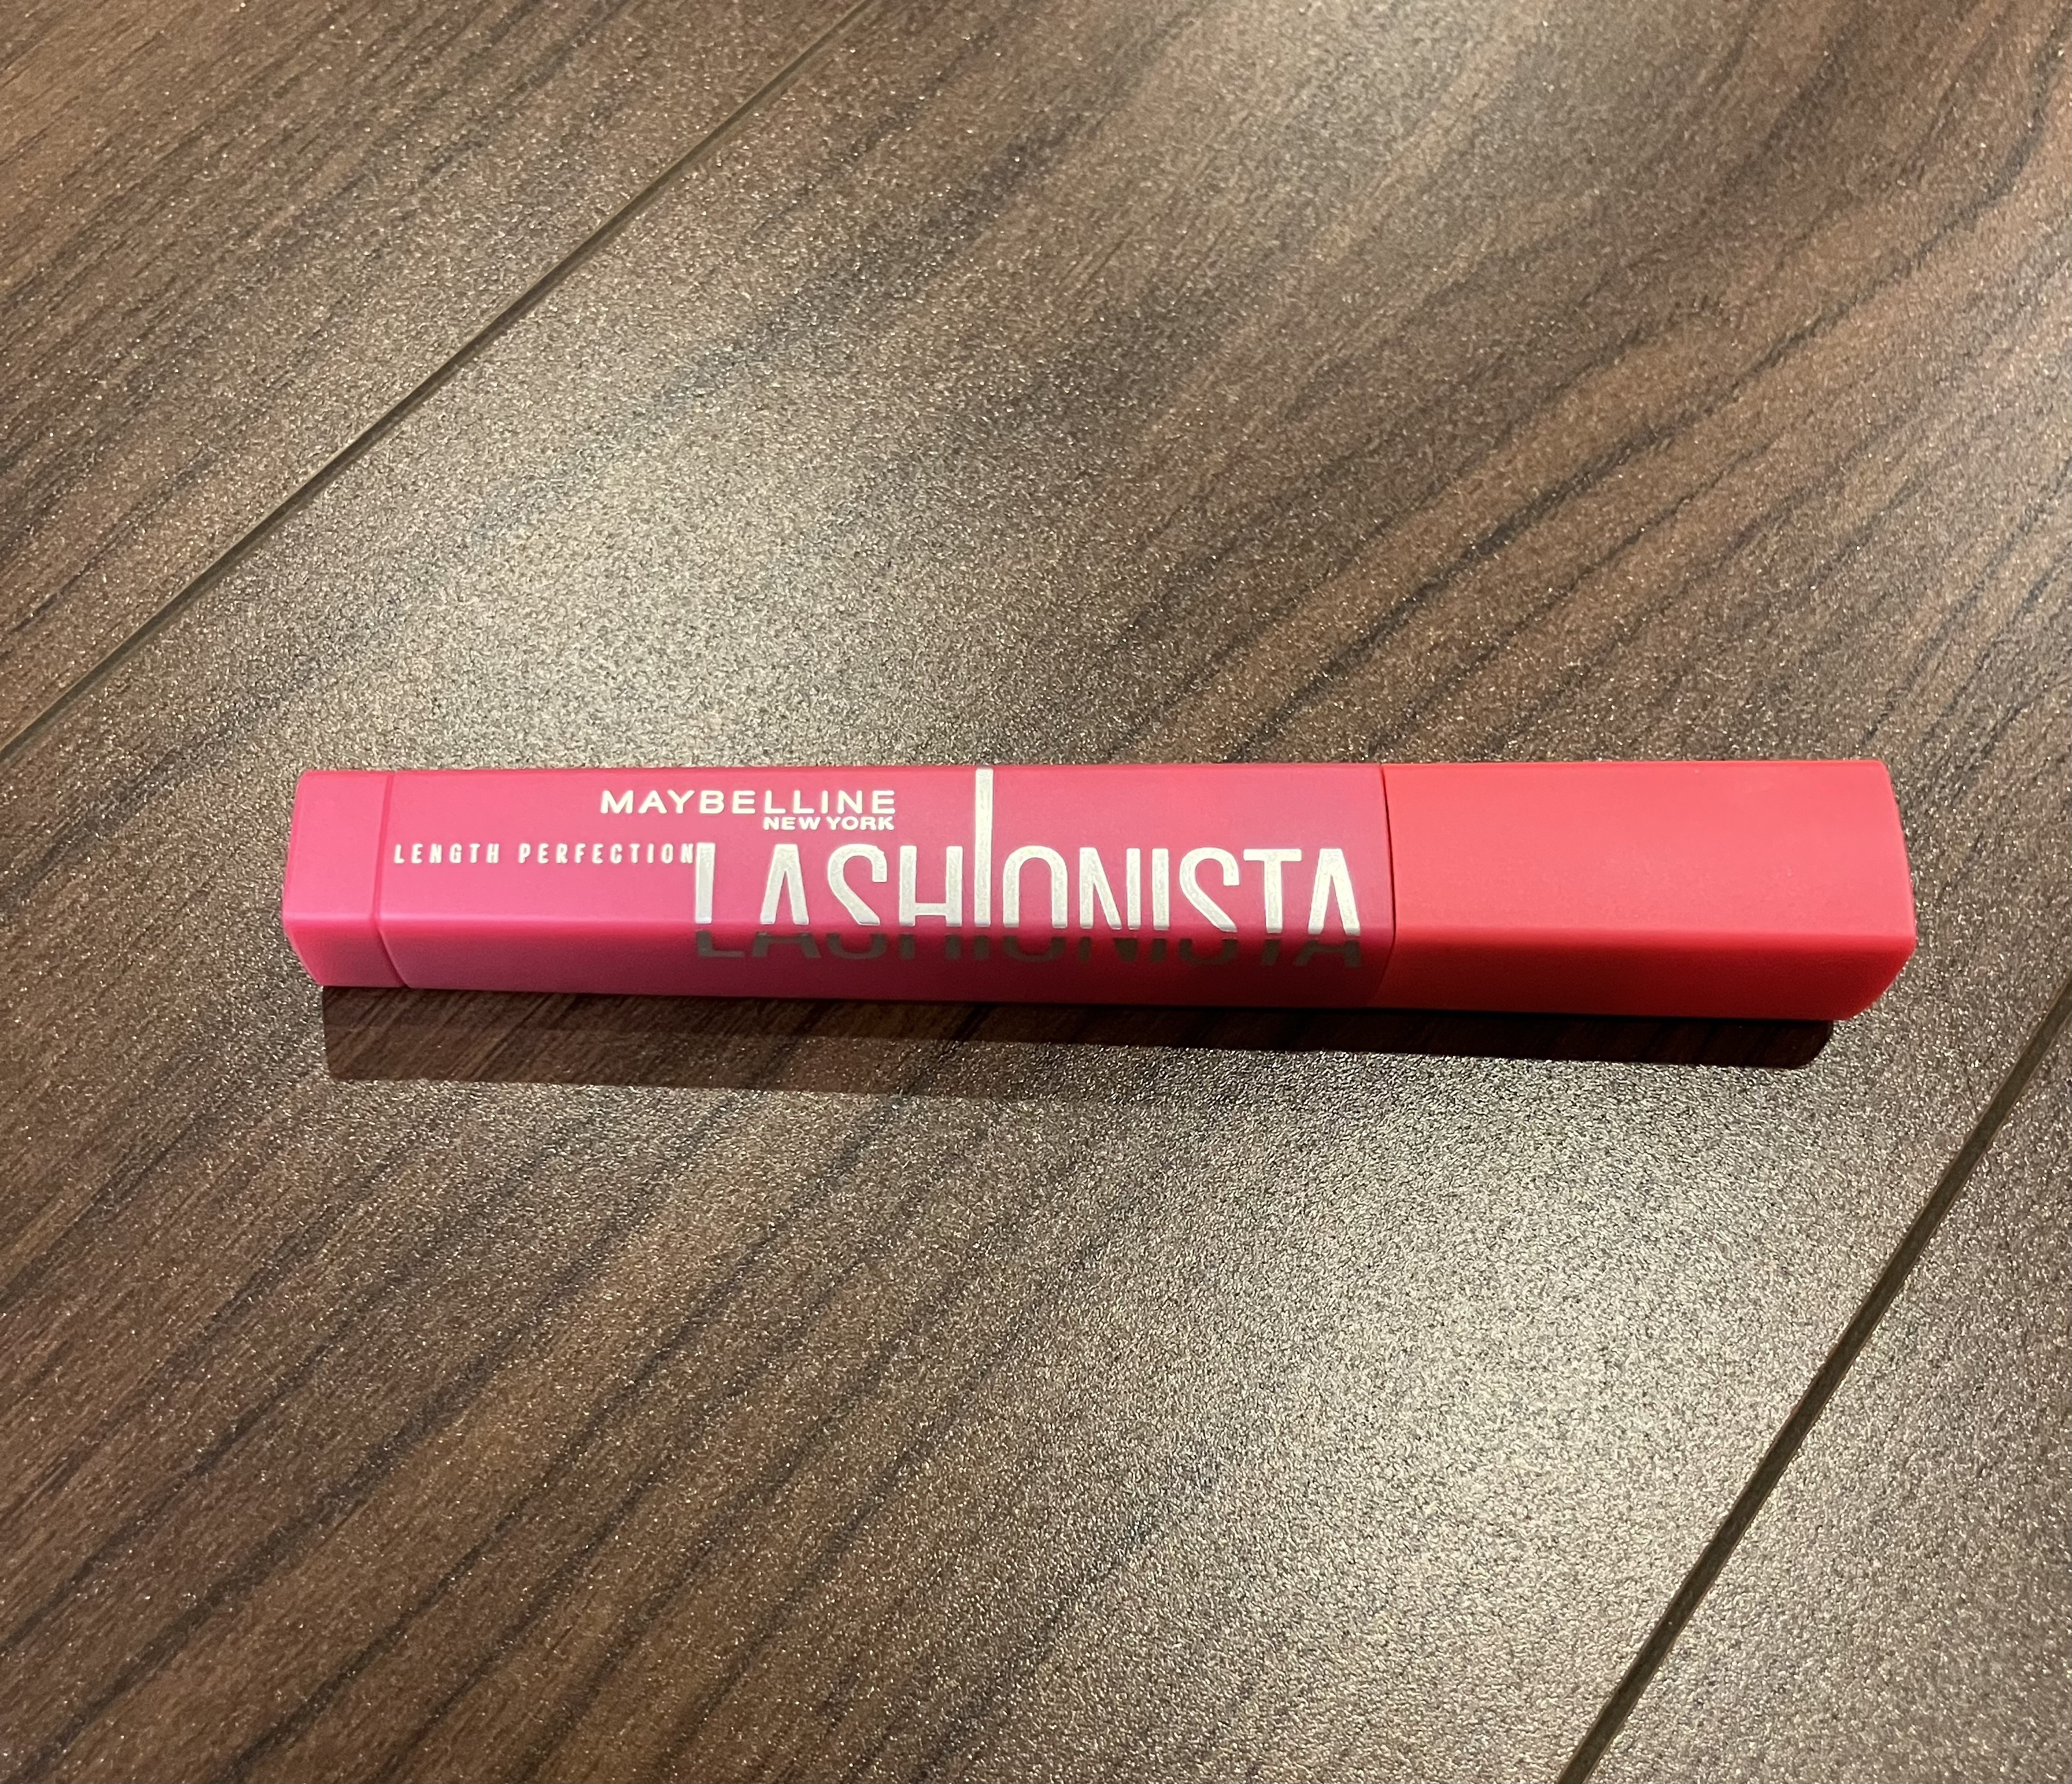 MAYBELLINE
NEW YORK
LENGTH PERFECTION
LASHIONISTA